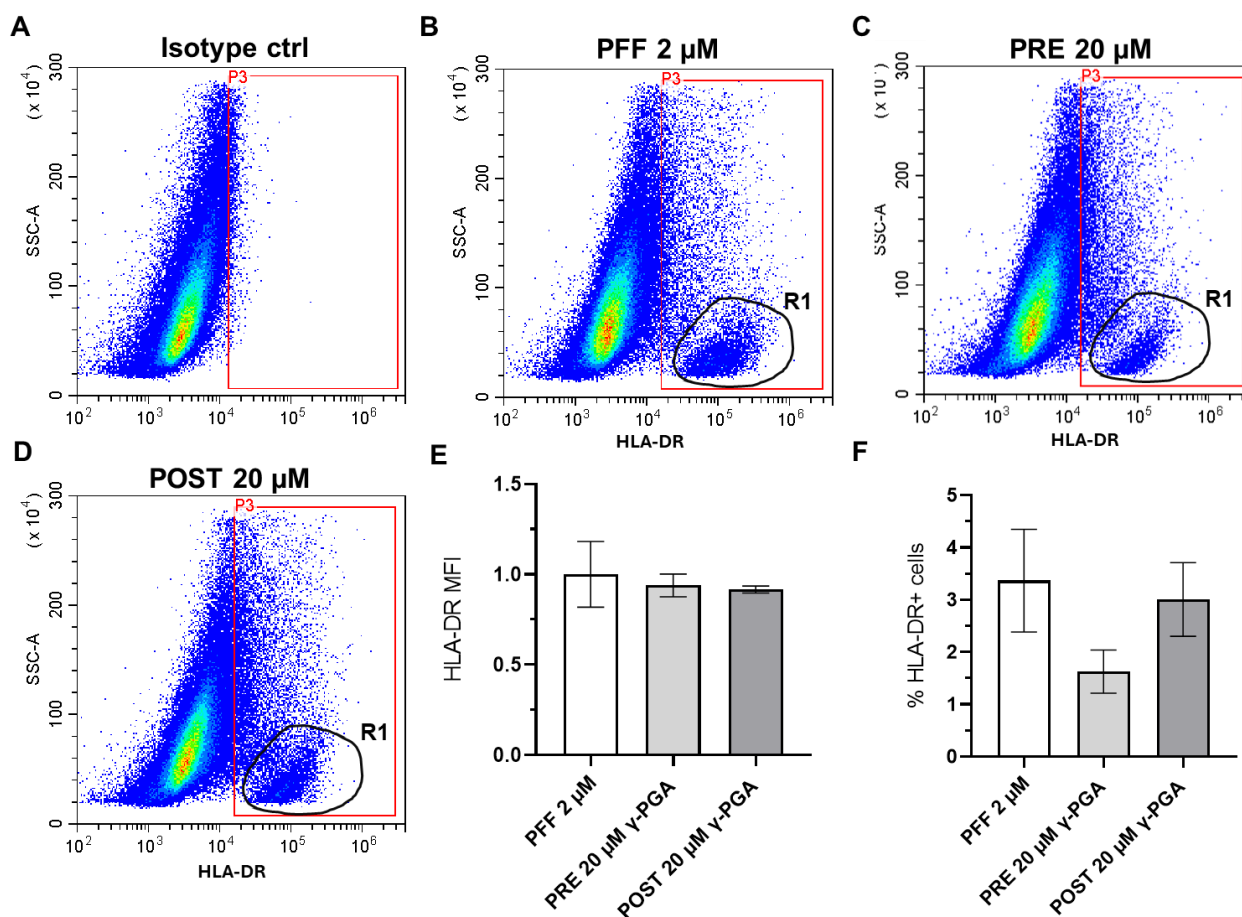 A
Isotype ctrl
P3
(x 10⁴)
300
200
100
0
SSC-A
10² 10³ 10⁴ 10⁵ 10⁶
HLA-DR
B
PFF 2 µM
P3
R1
(x 10⁴)
300
200
100
0
SSC-A
10² 10³ 10⁴ 10⁵ 10⁶
HLA-DR
C
PRE 20 µM
P3
R1
300
200
100
0
SSC-A
10² 10³ 10⁴ 10⁵ 10⁶
HLA-DR
D
POST 20 µM
P3
R1
(x 10⁴)
300
200
100
0
SSC-A
10² 10³ 10⁴ 10⁵ 10⁶
HLA-DR
E
1.5
1.0
0.5
0.0
HLA-DR MFI
PFF 2 µM
PRE 20 µM γ-PGA
POST 20 µM γ-PGA
F
5
4
3
2
1
0
% HLA-DR+ cells
PFF 2 µM
PRE 20 µM γ-PGA
POST 20 µM γ-PGA